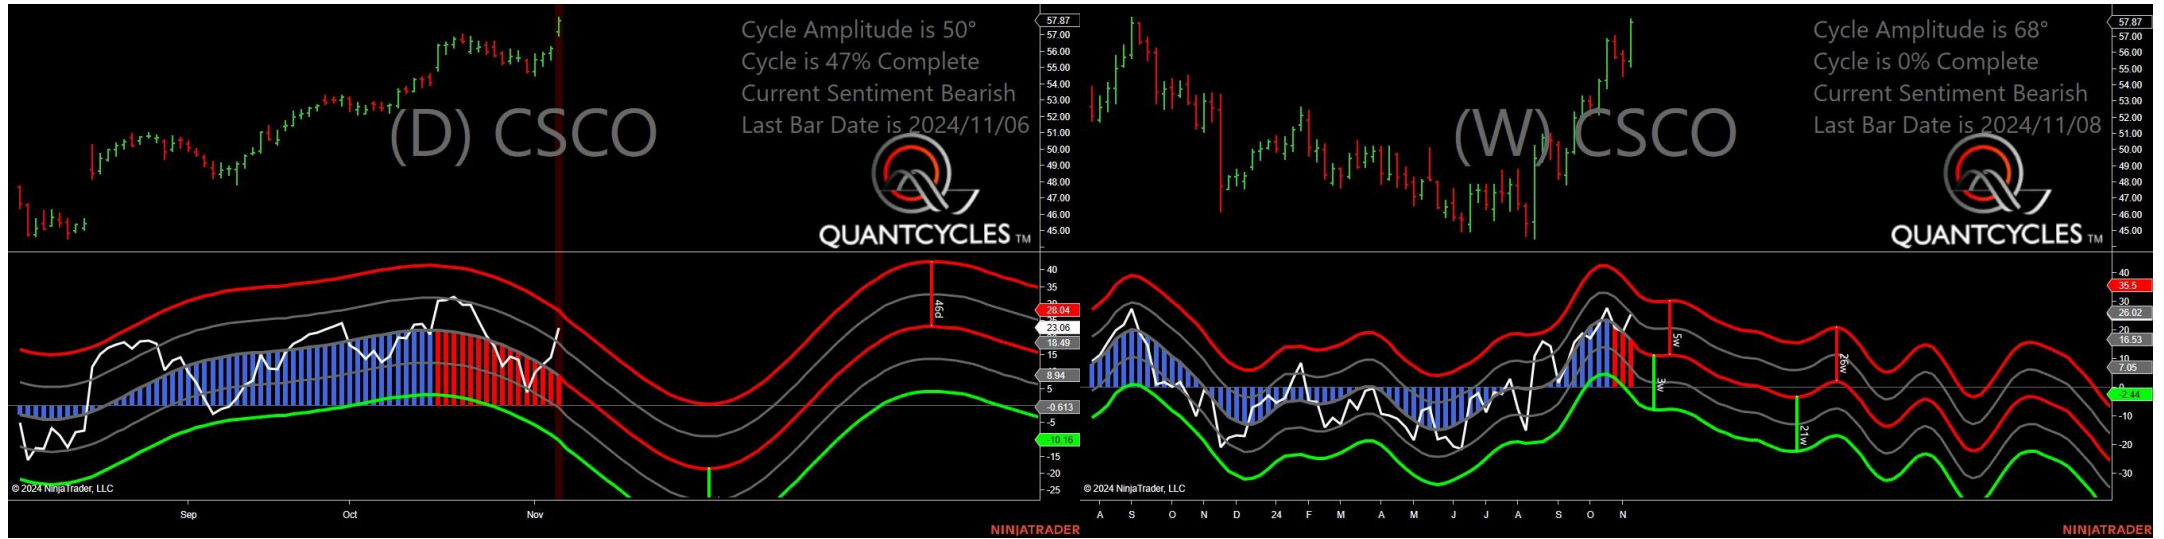 Cycle Amplitude is 50°
Cycle is 47% Complete
Current Sentiment Bearish
Last Bar Date is 2024/11/06
(D) CSCO
QUANTCYCLES TM
57.87
57.00
56.00
55.00
54.00
53.00
52.00
51.00
50.00
49.00
48.00
47.00
46.00
45.00
46d
40
35
28.04
23.06
18.49
15
8.94
5
-0.613
-5
-10.16
-15
-20
-25
© 2024 NinjaTrader, LLC
Sep
Oct
Nov
NINJATRADER
Cycle Amplitude is 68°
Cycle is 0% Complete
Current Sentiment Bearish
Last Bar Date is 2024/11/08
(W) CSCO
QUANTCYCLES TM
57.87
57.00
56.00
55.00
54.00
53.00
52.00
51.00
50.00
49.00
48.00
47.00
46.00
45.00
5w
3w
26w
21w
40
35.5
30
26.02
20
16.53
10
7.05
0
-2.44
-10
-20
-30
© 2024 NinjaTrader, LLC
A S O N D 24 F M A M J J A S O N
NINJATRADER